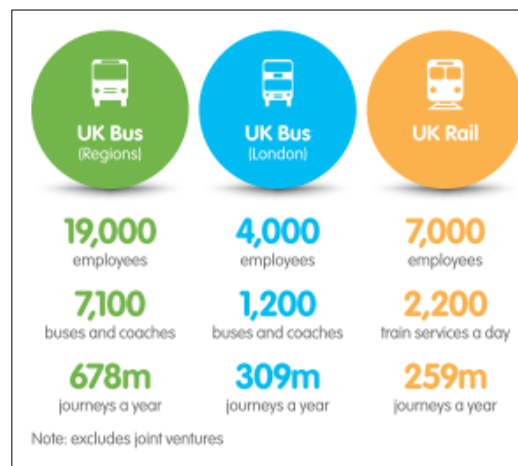 UK Bus
(Regions)
UK Bus
(London)
UK Rail
19,000
employees
4,000
employees
7,000
employees
7,100
buses and coaches
1,200
buses and coaches
2,200
train services a day
678m
journeys a year
309m
journeys a year
259m
journeys a year
Note: excludes joint ventures